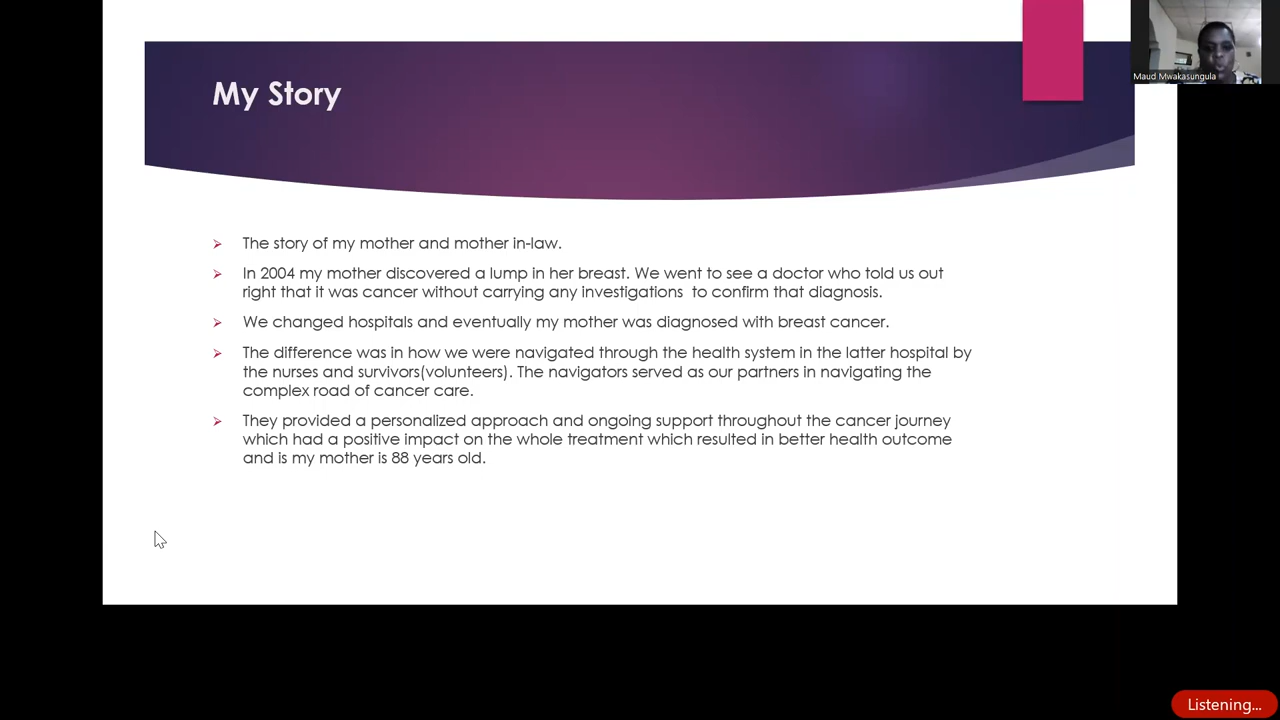 My Story
Maud Mwakasungula
The story of my mother and mother in-law.
In 2004 my mother discovered a lump in her breast. We went to see a doctor who told us out
right that it was cancer without carrying any investigations to confirm that diagnosis.
We changed hospitals and eventually my mother was diagnosed with breast cancer.
The difference was in how we were navigated through the health system in the latter hospital by
the nurses and survivors(volunteers). The navigators served as our partners in navigating the
complex road of cancer care.
They provided a personalized approach and ongoing support throughout the cancer journey
which had a positive impact on the whole treatment which resulted in better health outcome
and is my mother is 88 years old.
Listening...